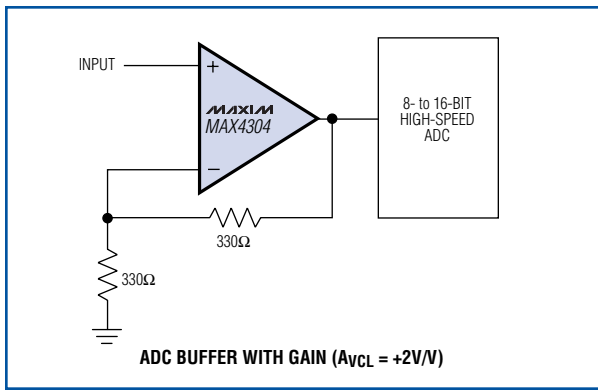 INPUT
+
MAXIM
MAX4304
−
8- to 16-BIT
HIGH-SPEED
ADC
330Ω
330Ω
ADC BUFFER WITH GAIN (AVCL = +2V/V)